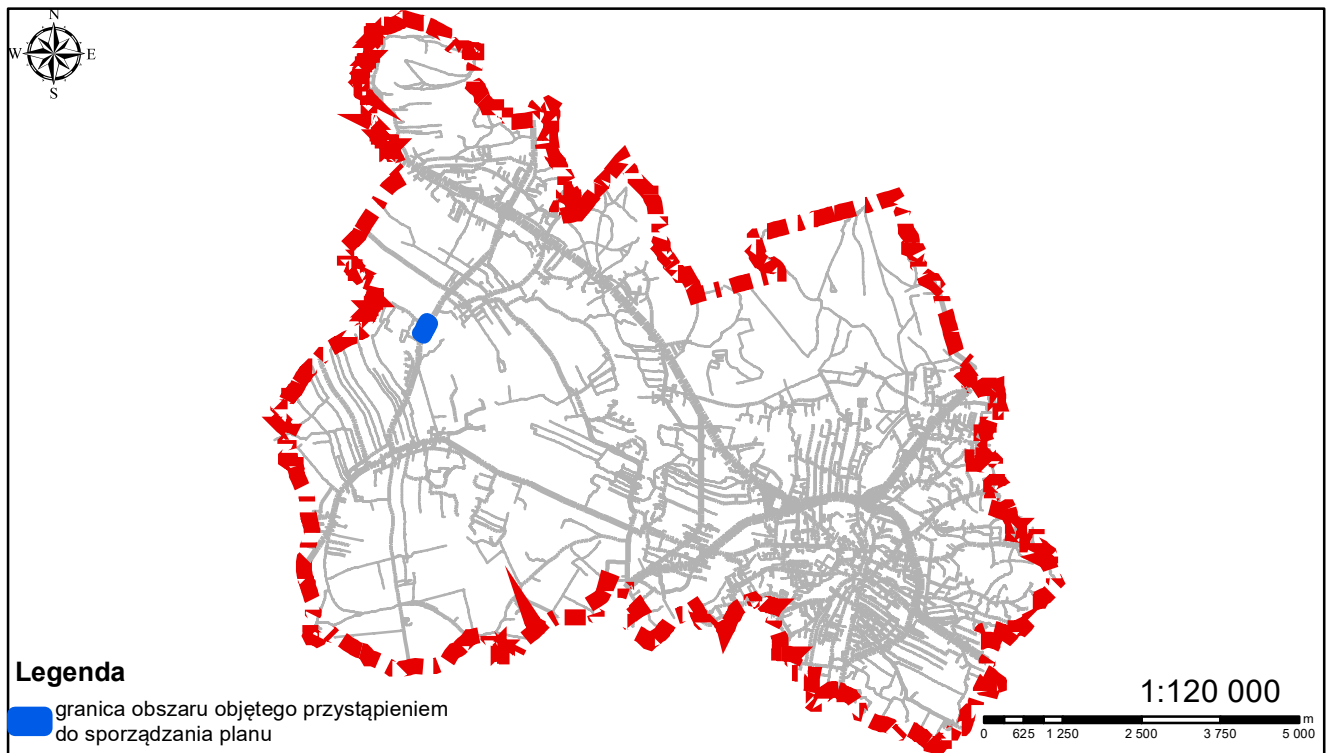 N
W E
S
Legenda
granica obszaru objętego przystąpieniem
do sporządzania planu
1:120 000
m
0 625 1 250 2 500 3 750 5 000